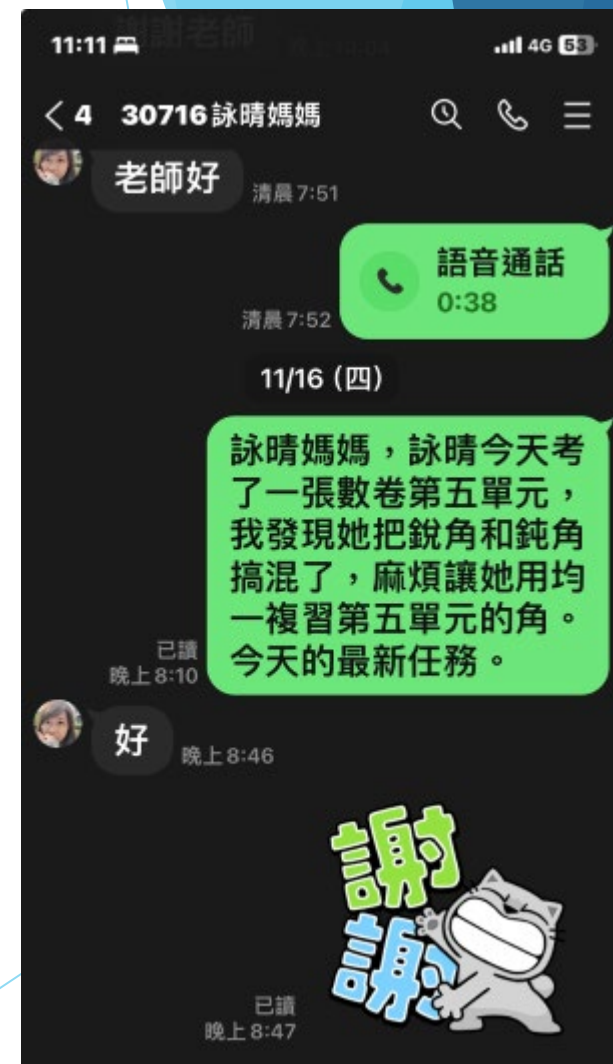 11:11
謝謝老師
4G 53
4 30716詠晴媽媽
老師好
清晨7:51
語音通話
0:38
清晨7:52
11/16 (四)
詠晴媽媽，詠晴今天考
了一張數卷第五單元，
我發現她把銳角和鈍角
搞混了，麻煩讓她用均
一複習第五單元的角。
今天的最新任務。
已讀
晚上8:10
好
晚上8:46
謝
謝
已讀
晚上8:47